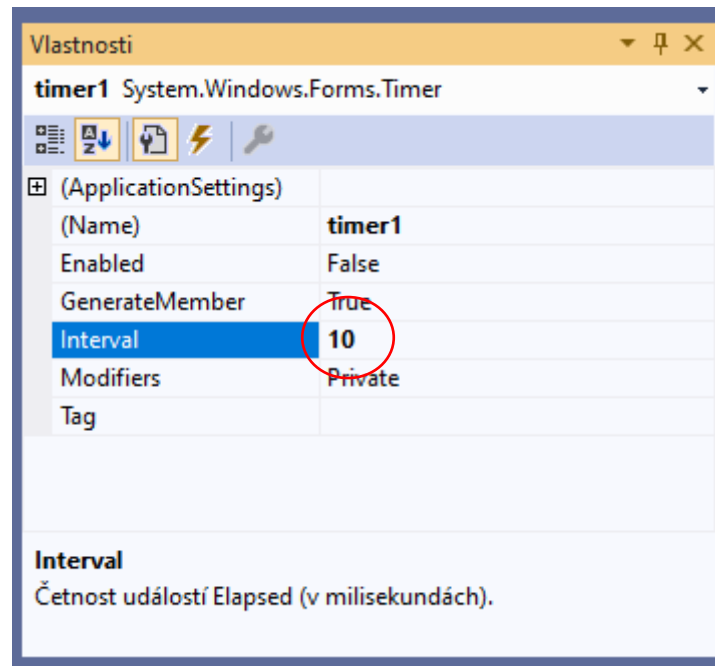 Vlastnosti
timer1 System.Windows.Forms.Timer
(ApplicationSettings)
(Name) timer1
Enabled False
GenerateMember True
Interval 10
Modifiers Private
Tag
Interval
Četnost událostí Elapsed (v milisekundách).